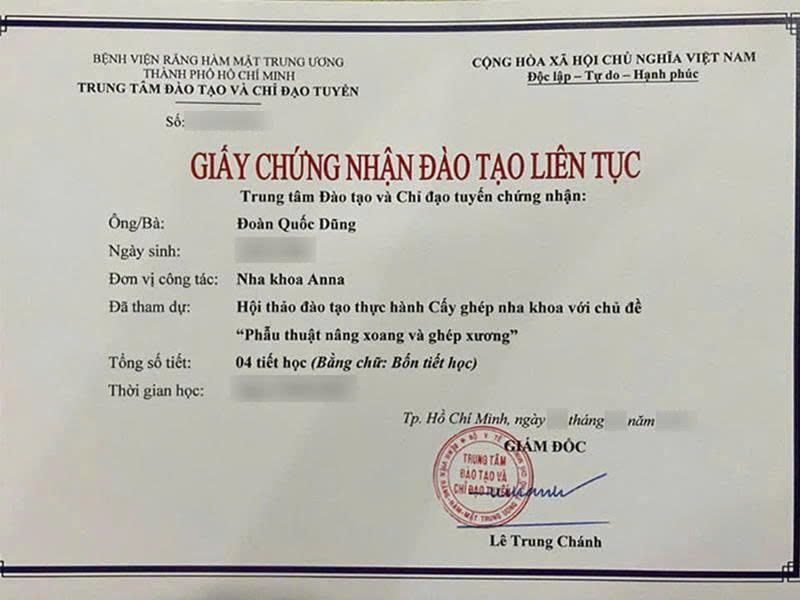 BỆNH VIỆN RĂNG HÀM MẶT TRUNG ƯƠNG
THÀNH PHỐ HỒ CHÍ MINH
TRUNG TÂM ĐÀO TẠO VÀ CHỈ ĐẠO TUYẾN
Số:
CỘNG HÒA XÃ HỘI CHỦ NGHĨA VIỆT NAM
Độc lập – Tự do – Hạnh phúc
GIẤY CHỨNG NHẬN ĐÀO TẠO LIÊN TỤC
Trung tâm Đào tạo và Chỉ đạo tuyến chứng nhận:
Ông/Bà: Đoàn Quốc Dũng
Ngày sinh:
Đơn vị công tác: Nha khoa Anna
Đã tham dự: Hội thảo đào tạo thực hành Cấy ghép nha khoa với chủ đề
“Phẫu thuật nâng xoang và ghép xương”
Tổng số tiết: 04 tiết học (Bằng chữ: Bốn tiết học)
Thời gian học:
Tp. Hồ Chí Minh, ngày tháng năm
GIÁM ĐỐC
TRUNG TÂM
ĐÀO TẠO VÀ
CHỈ ĐẠO TUYẾN
Lê Trung Chánh